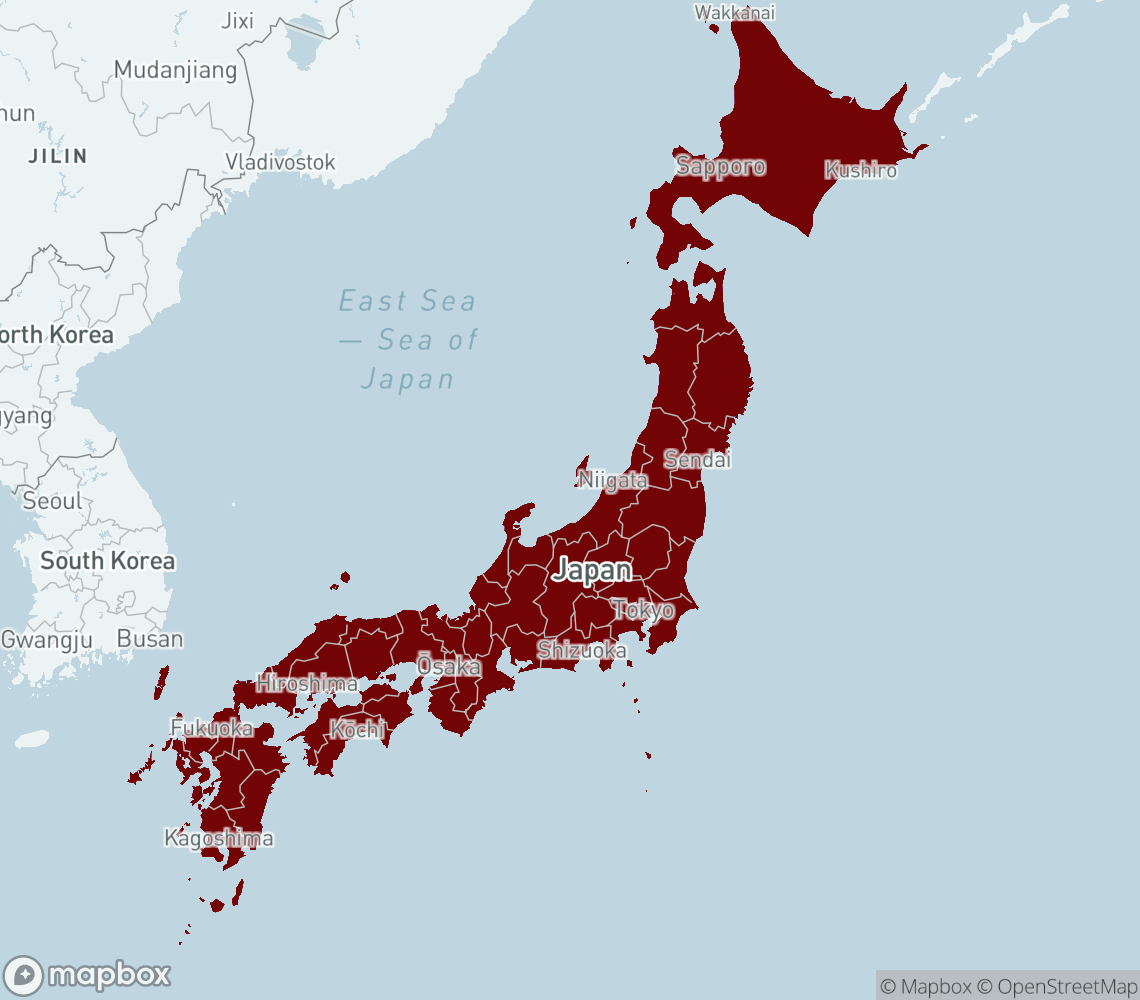 Wakkanai
Jixi
Mudanjiang
hun
JILIN
Vladivostok
Sapporo
Kushiro
East Sea
— Sea of
Japan
orth Korea
gyang
Seoul
South Korea
Gwangju
Busan
Sendai
Niigata
Japan
Tokyo
Shizuoka
Ōsaka
Hiroshima
Fukuoka
Kōchi
Kagoshima
mapbox
© Mapbox © OpenStreetMap